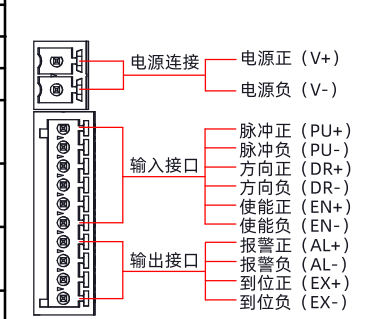 电源连接
电源正（V+）
电源负（V-）
输入接口
脉冲正（PU+）
脉冲负（PU-）
方向正（DR+）
方向负（DR-）
使能正（EN+）
使能负（EN-）
输出接口
报警正（AL+）
报警负（AL-）
到位正（EX+）
到位负（EX-）